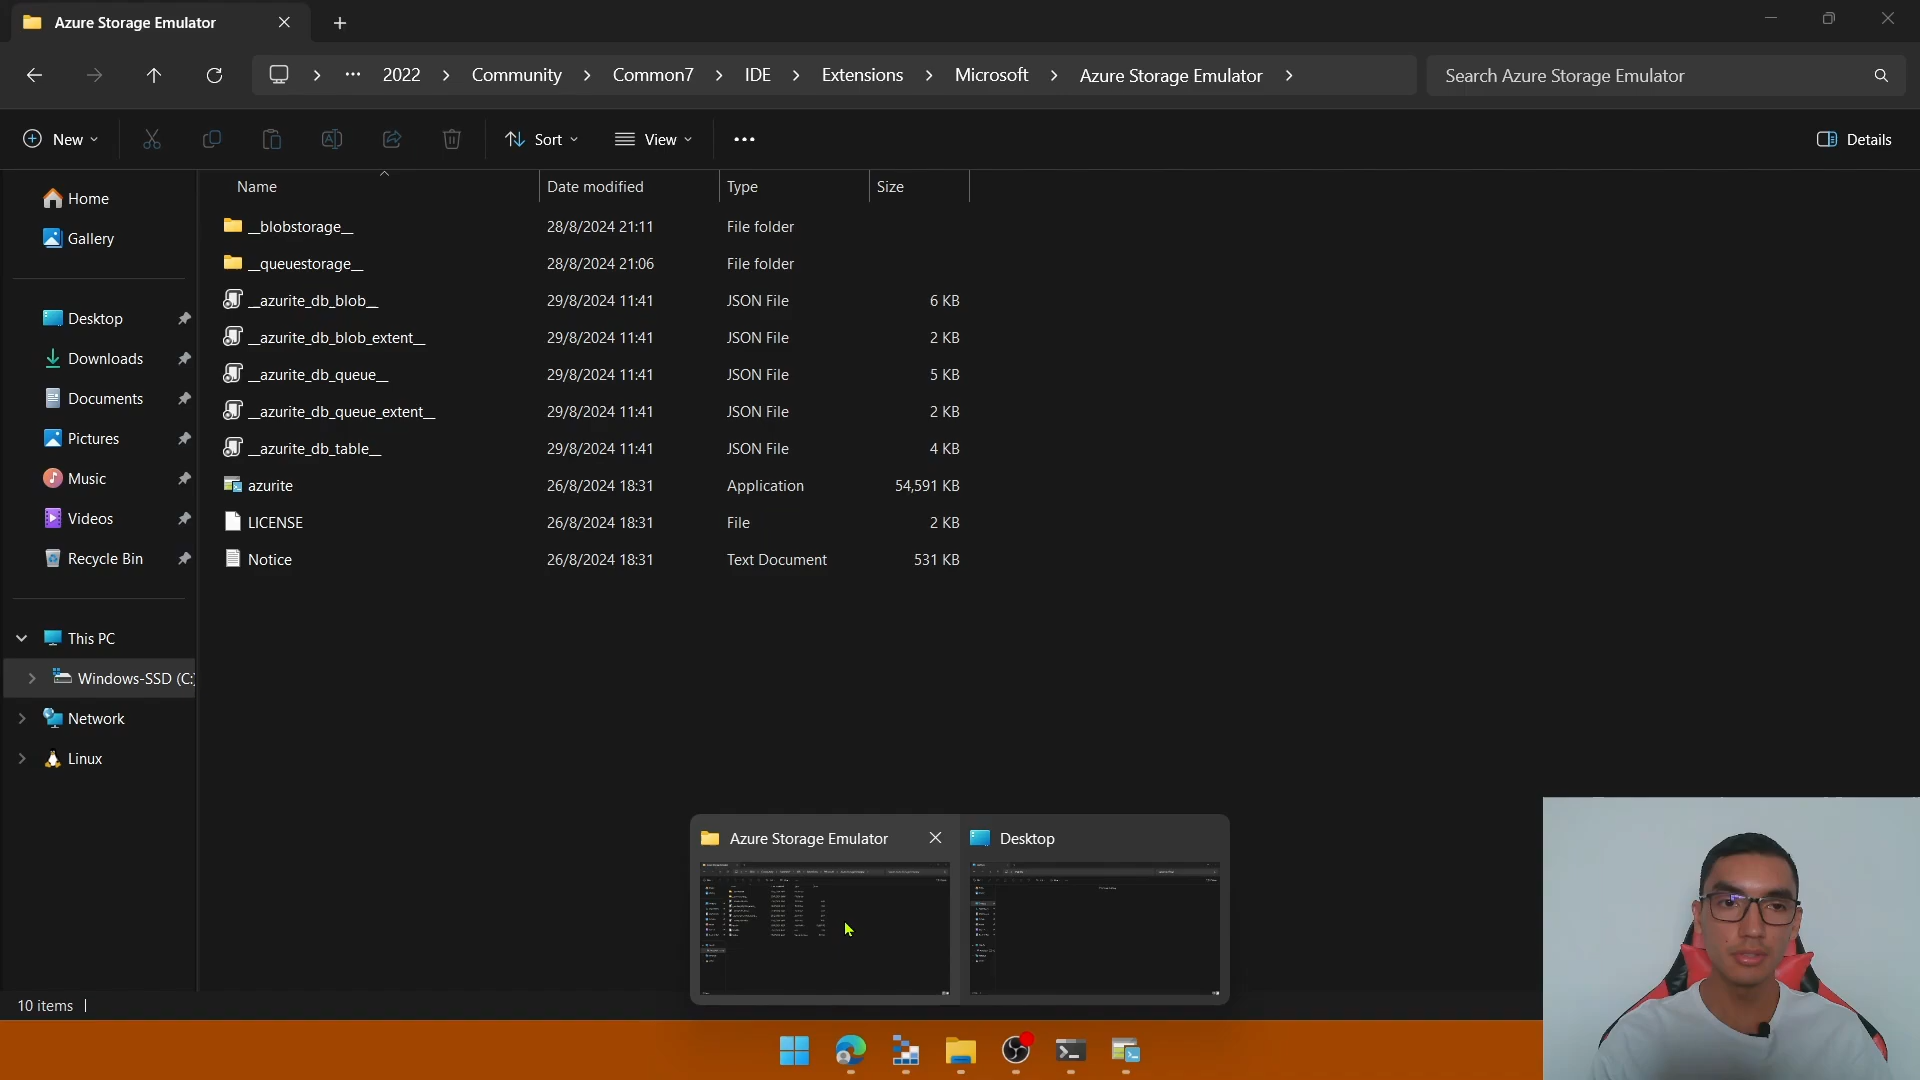 Azure Storage Emulator
2022 Community Common7 IDE Extensions Microsoft Azure Storage Emulator
Search Azure Storage Emulator
New
Sort
View
Details
Name Date modified Type Size
__blobstorage__ 28/8/2024 21:11 File folder
__queuestorage__ 28/8/2024 21:06 File folder
__azurite_db_blob__ 29/8/2024 11:41 JSON File 6 KB
__azurite_db_blob_extent__ 29/8/2024 11:41 JSON File 2 KB
__azurite_db_queue__ 29/8/2024 11:41 JSON File 5 KB
__azurite_db_queue_extent__ 29/8/2024 11:41 JSON File 2 KB
__azurite_db_table__ 29/8/2024 11:41 JSON File 4 KB
azurite 26/8/2024 18:31 Application 54,591 KB
LICENSE 26/8/2024 18:31 File 2 KB
Notice 26/8/2024 18:31 Text Document 531 KB
Home
Gallery
Desktop
Downloads
Documents
Pictures
Music
Videos
Recycle Bin
This PC
Windows-SSD (C:)
Network
Linux
Azure Storage Emulator
Desktop
10 items